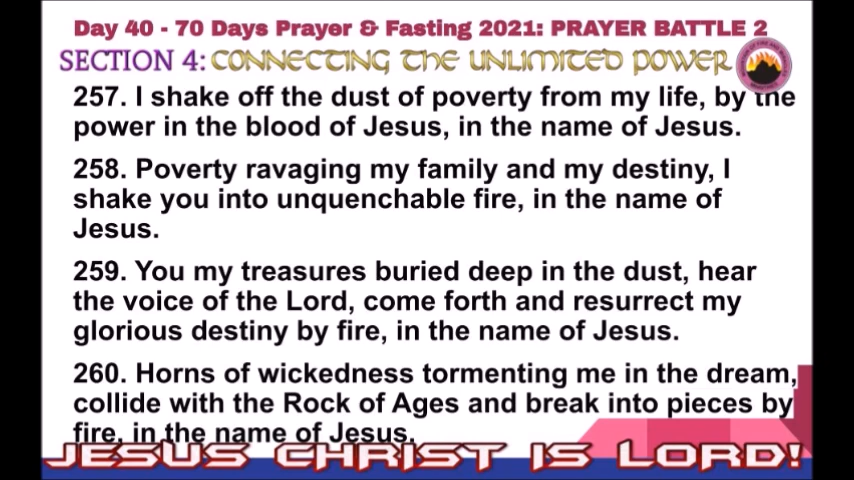 Day 40 - 70 Days Prayer & Fasting 2021: PRAYER BATTLE 2
SECTION 4: CONNECTING THE UNLIMITED POWER
257. I shake off the dust of poverty from my life, by the
power in the blood of Jesus, in the name of Jesus.
258. Poverty ravaging my family and my destiny, I
shake you into unquenchable fire, in the name of
Jesus.
259. You my treasures buried deep in the dust, hear
the voice of the Lord, come forth and resurrect my
glorious destiny by fire, in the name of Jesus.
260. Horns of wickedness tormenting me in the dream,
collide with the Rock of Ages and break into pieces by
fire, in the name of Jesus.
JESUS CHRIST IS LORD!